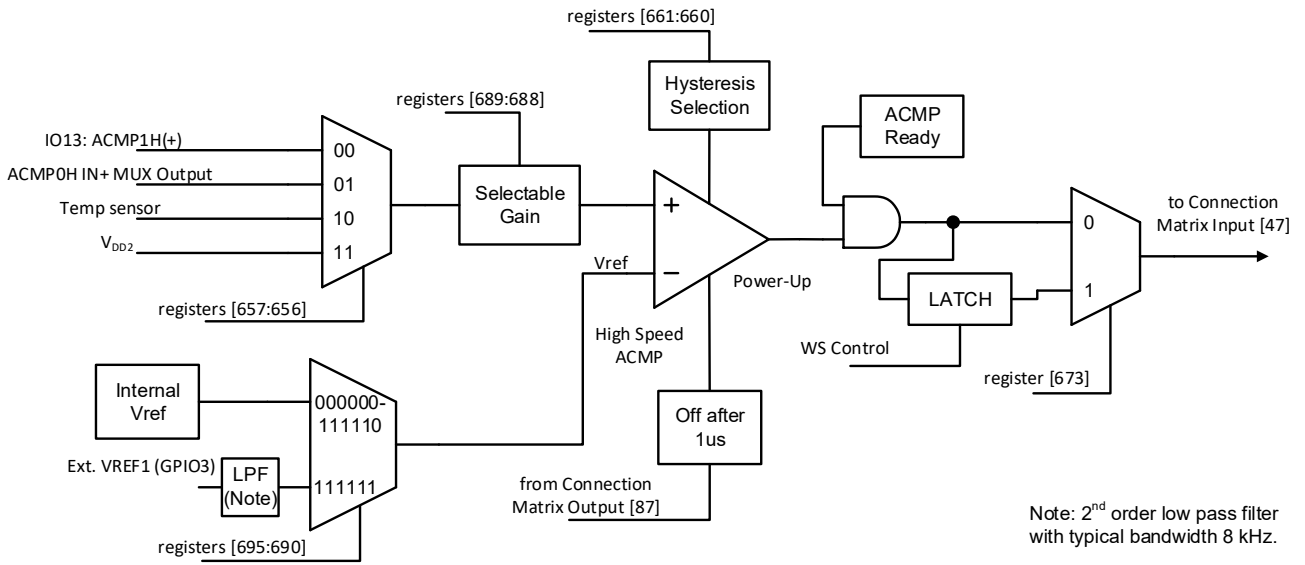 registers [661:660]
Hysteresis
Selection
registers [689:688]
ACMP
Ready
IO13: ACMP1H(+)
00
ACMP0H IN+ MUX Output
01
Temp sensor
10
VDD2
11
Selectable
Gain
+
−
Vref
Power-Up
High Speed
ACMP
registers [657:656]
0
1
to Connection
Matrix Input [47]
LATCH
WS Control
register [673]
Internal
Vref
000000-
111110
Off after
1us
Ext. VREF1 (GPIO3)
LPF
(Note)
111111
from Connection
Matrix Output [87]
registers [695:690]
Note: 2nd order low pass filter
with typical bandwidth 8 kHz.